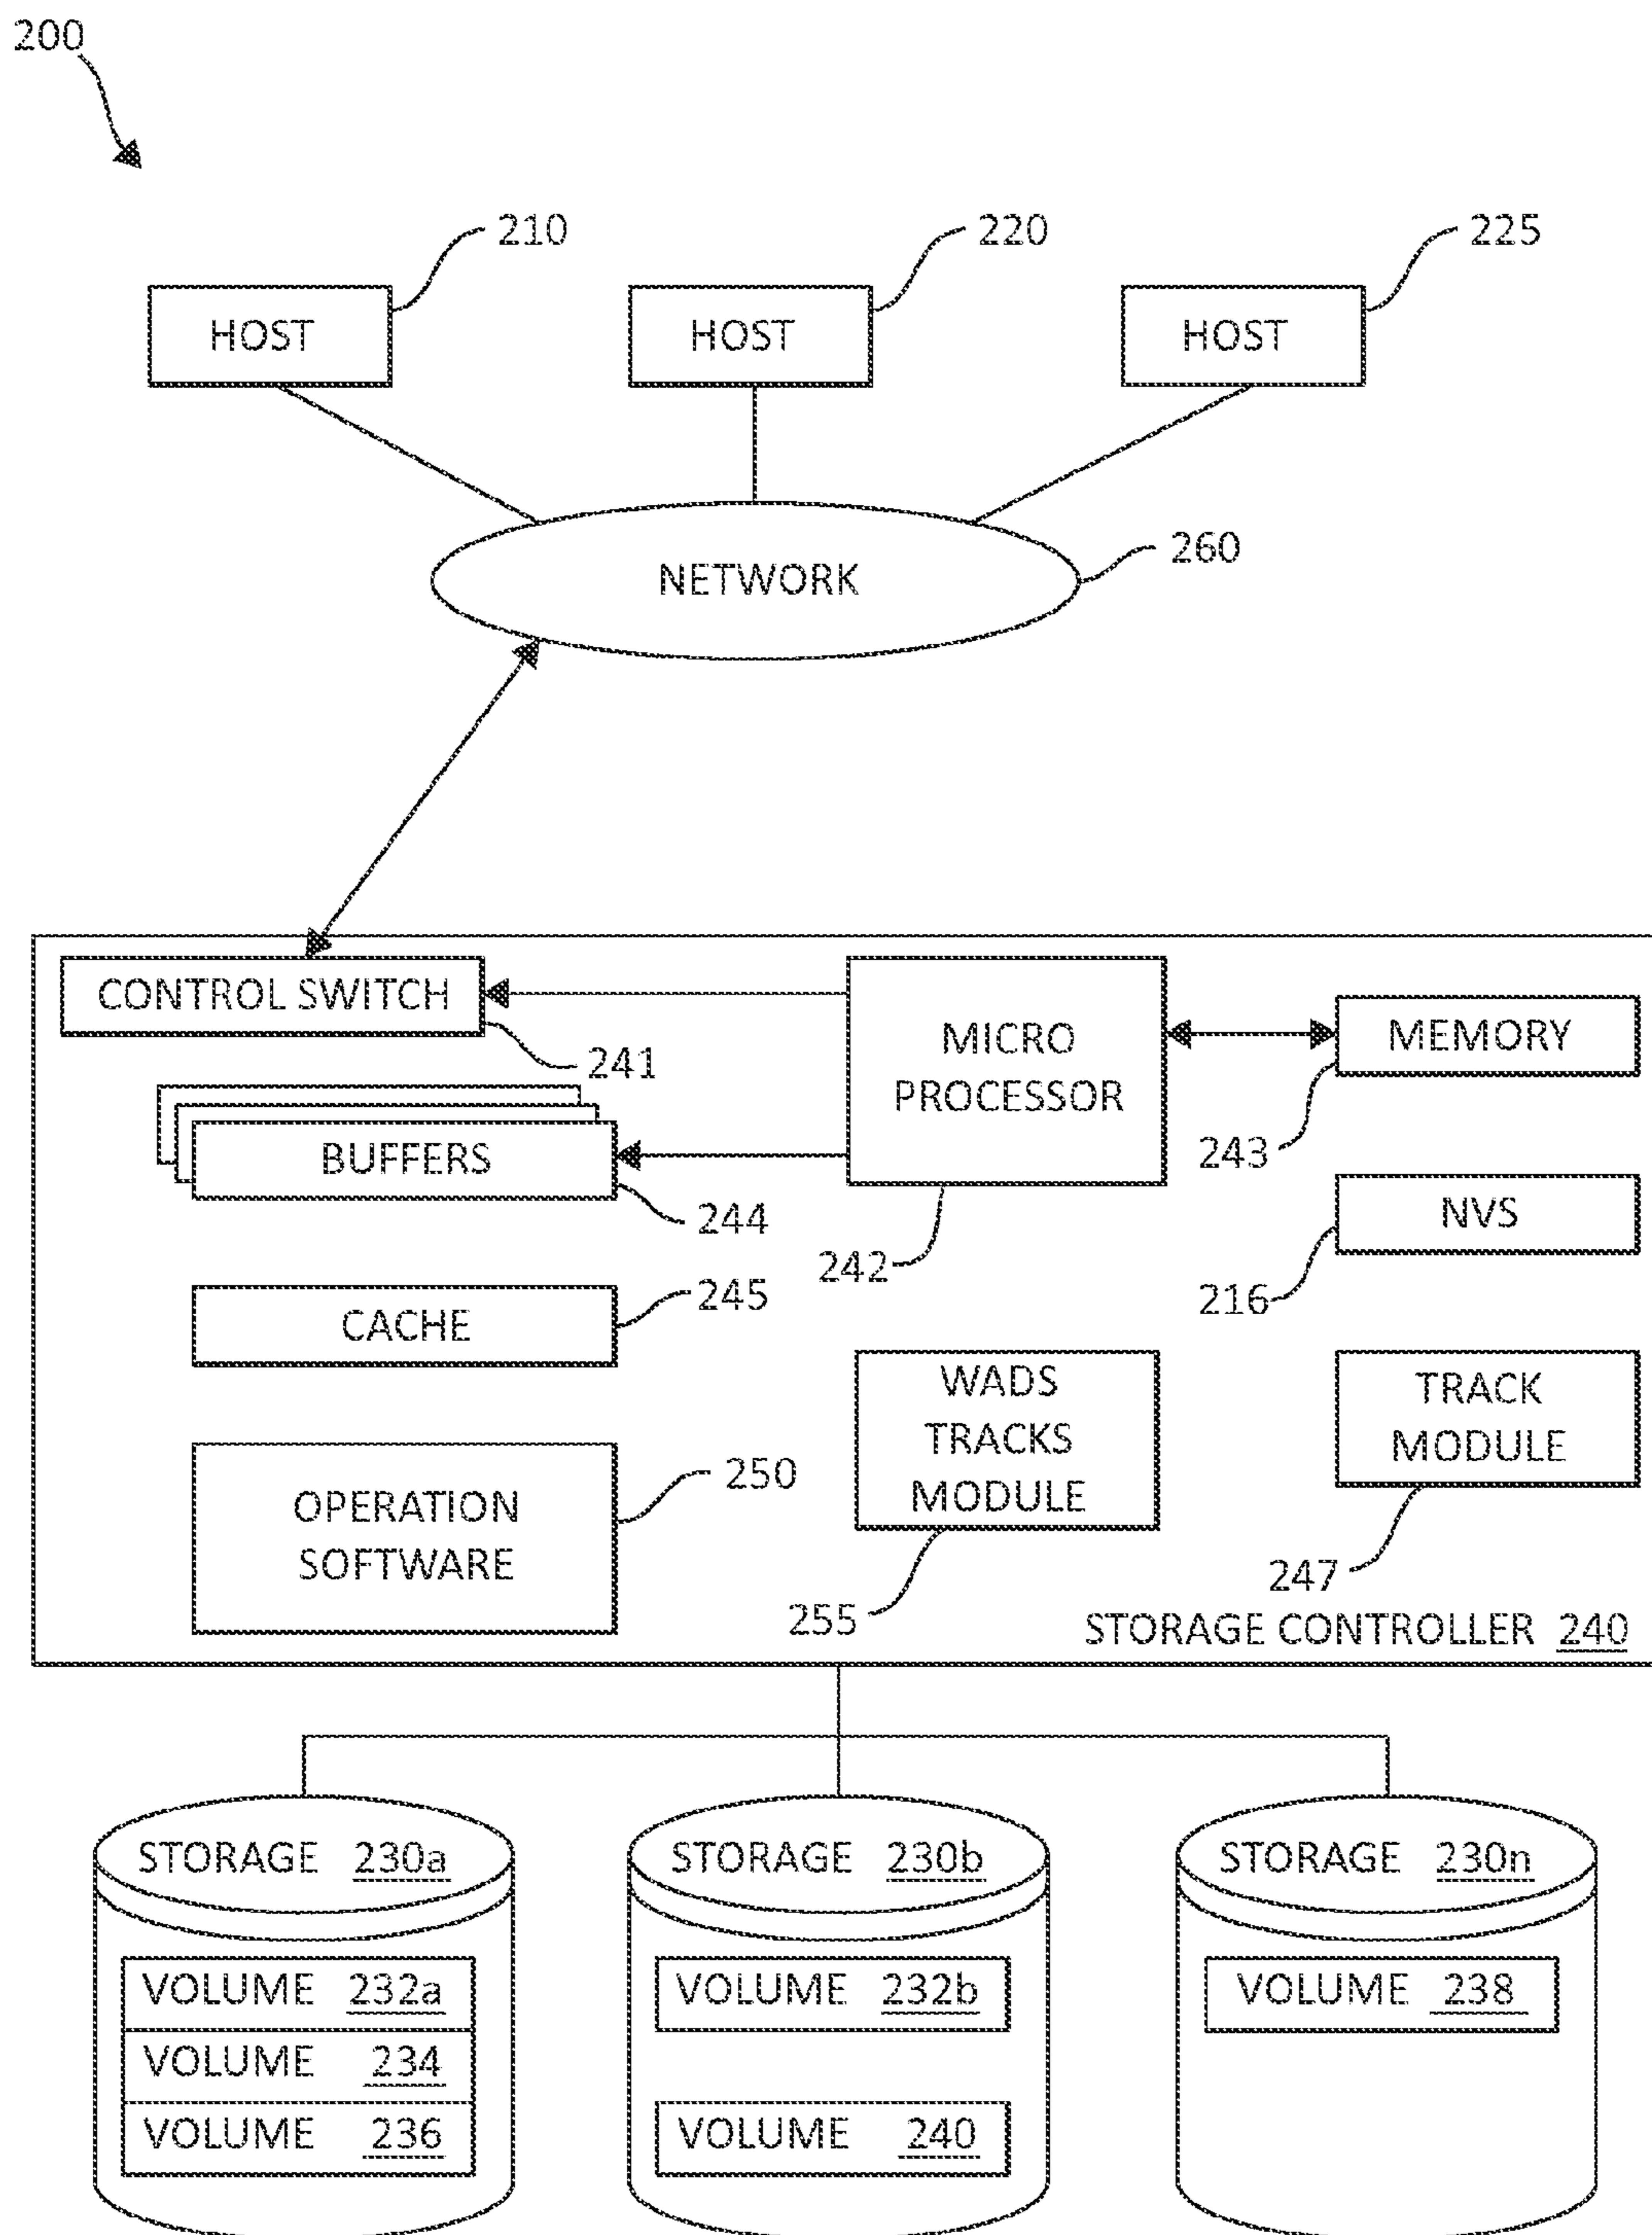 200
210
220
225
HOST
HOST
HOST
260
NETWORK
CONTROL SWITCH
241
MICRO
PROCESSOR
242
MEMORY
243
BUFFERS
244
NVS
216
CACHE
245
WADS
TRACKS
MODULE
255
TRACK
MODULE
247
OPERATION
SOFTWARE
250
STORAGE CONTROLLER 240
STORAGE 230a
VOLUME 232a
VOLUME 234
VOLUME 236
STORAGE 230b
VOLUME 232b
VOLUME 240
STORAGE 230n
VOLUME 238